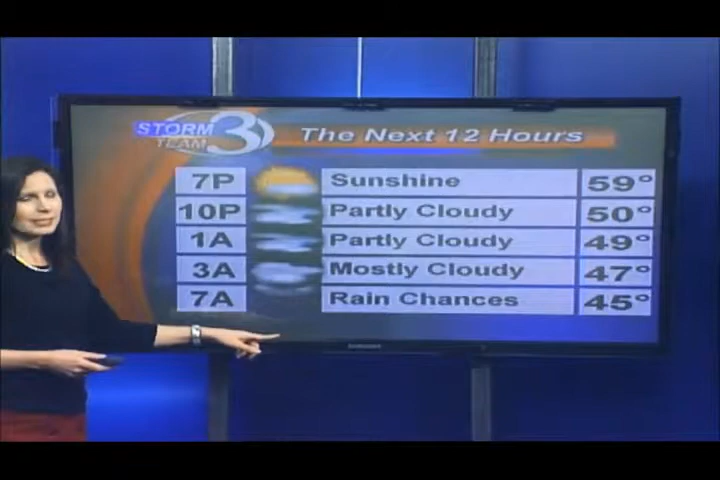 STORM TEAM 3
The Next 12 Hours
7P Sunshine 59°
10P Partly Cloudy 50°
1A Partly Cloudy 49°
3A Mostly Cloudy 47°
7A Rain Chances 45°
SAMSUNG